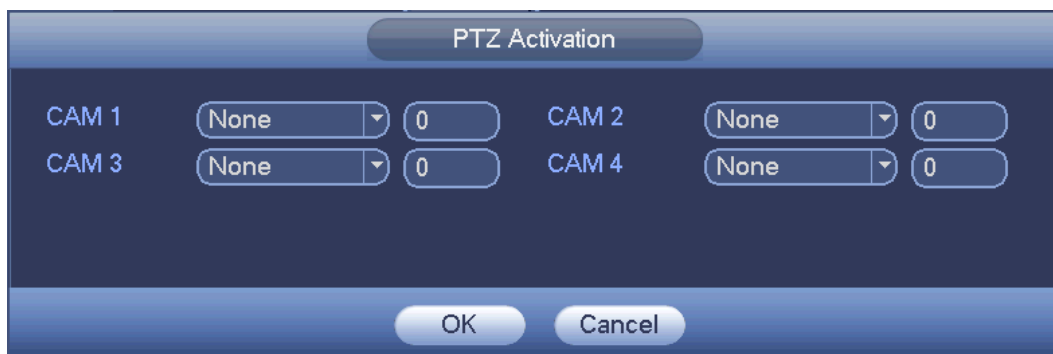 PTZ Activation
CAM 1 None 0 CAM 2 None 0
CAM 3 None 0 CAM 4 None 0
OK Cancel